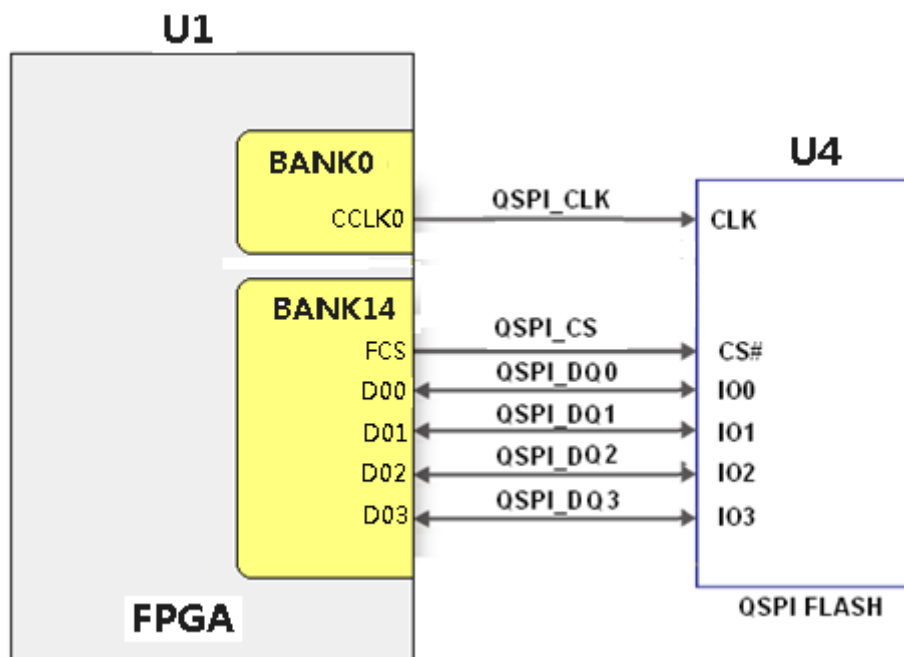 U1
U4
BANK0
QSPI_CLK
CCLK0
CLK
BANK14
QSPI_CS
FCS
CS#
QSPI_DQ0
D00
IO0
QSPI_DQ1
D01
IO1
QSPI_DQ2
D02
IO2
QSPI_DQ3
D03
IO3
QSPI FLASH
FPGA